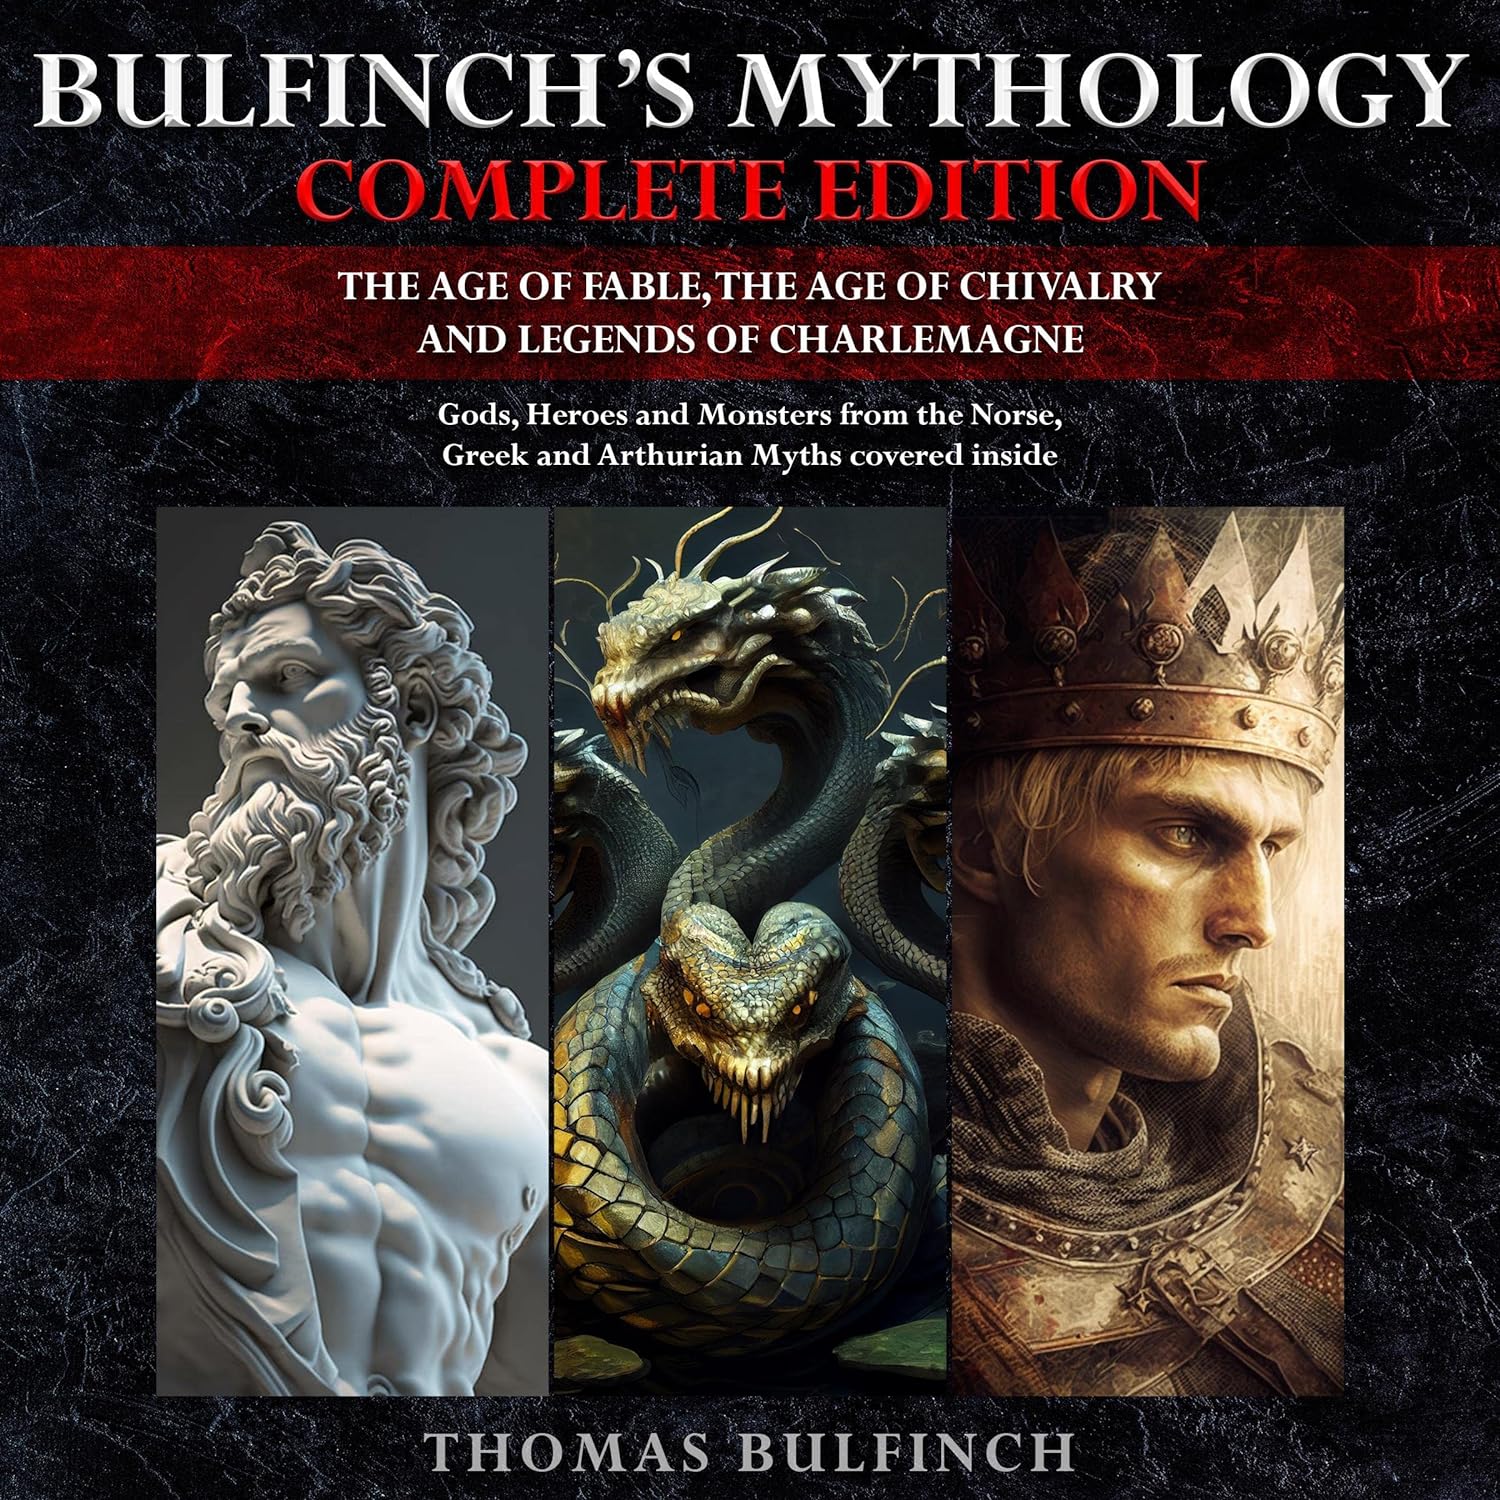 BULFINCH’S MYTHOLOGY
COMPLETE EDITION
THE AGE OF FABLE, THE AGE OF CHIVALRY
AND LEGENDS OF CHARLEMAGNE
Gods, Heroes and Monsters from the Norse,
Greek and Arthurian Myths covered inside
THOMAS BULFINCH